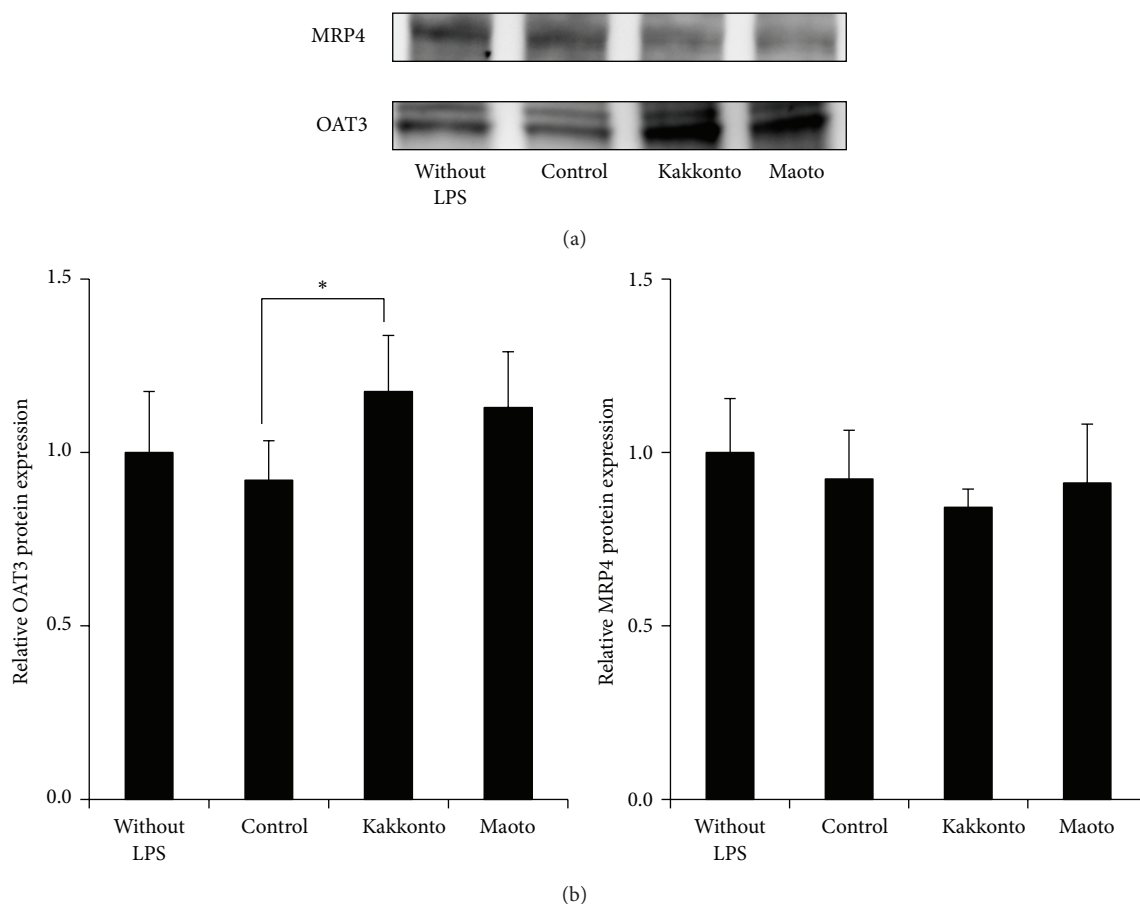 MRP4
OAT3
Without
LPS
Control
Kakkonto
Maoto
(a)
Relative OAT3 protein expression
1.5
1.0
0.5
0.0
*
Without
LPS
Control
Kakkonto
Maoto
Relative MRP4 protein expression
1.5
1.0
0.5
0.0
Without
LPS
Control
Kakkonto
Maoto
(b)